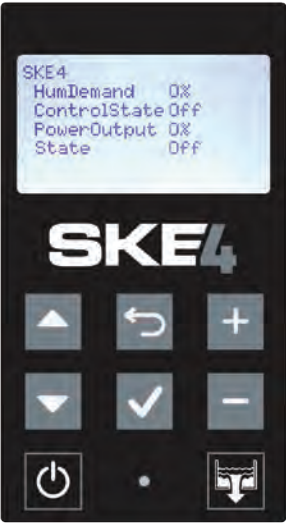 SKE4
HumDemand 0%
ControlState Off
PowerOutput 0%
State Off
SKE4